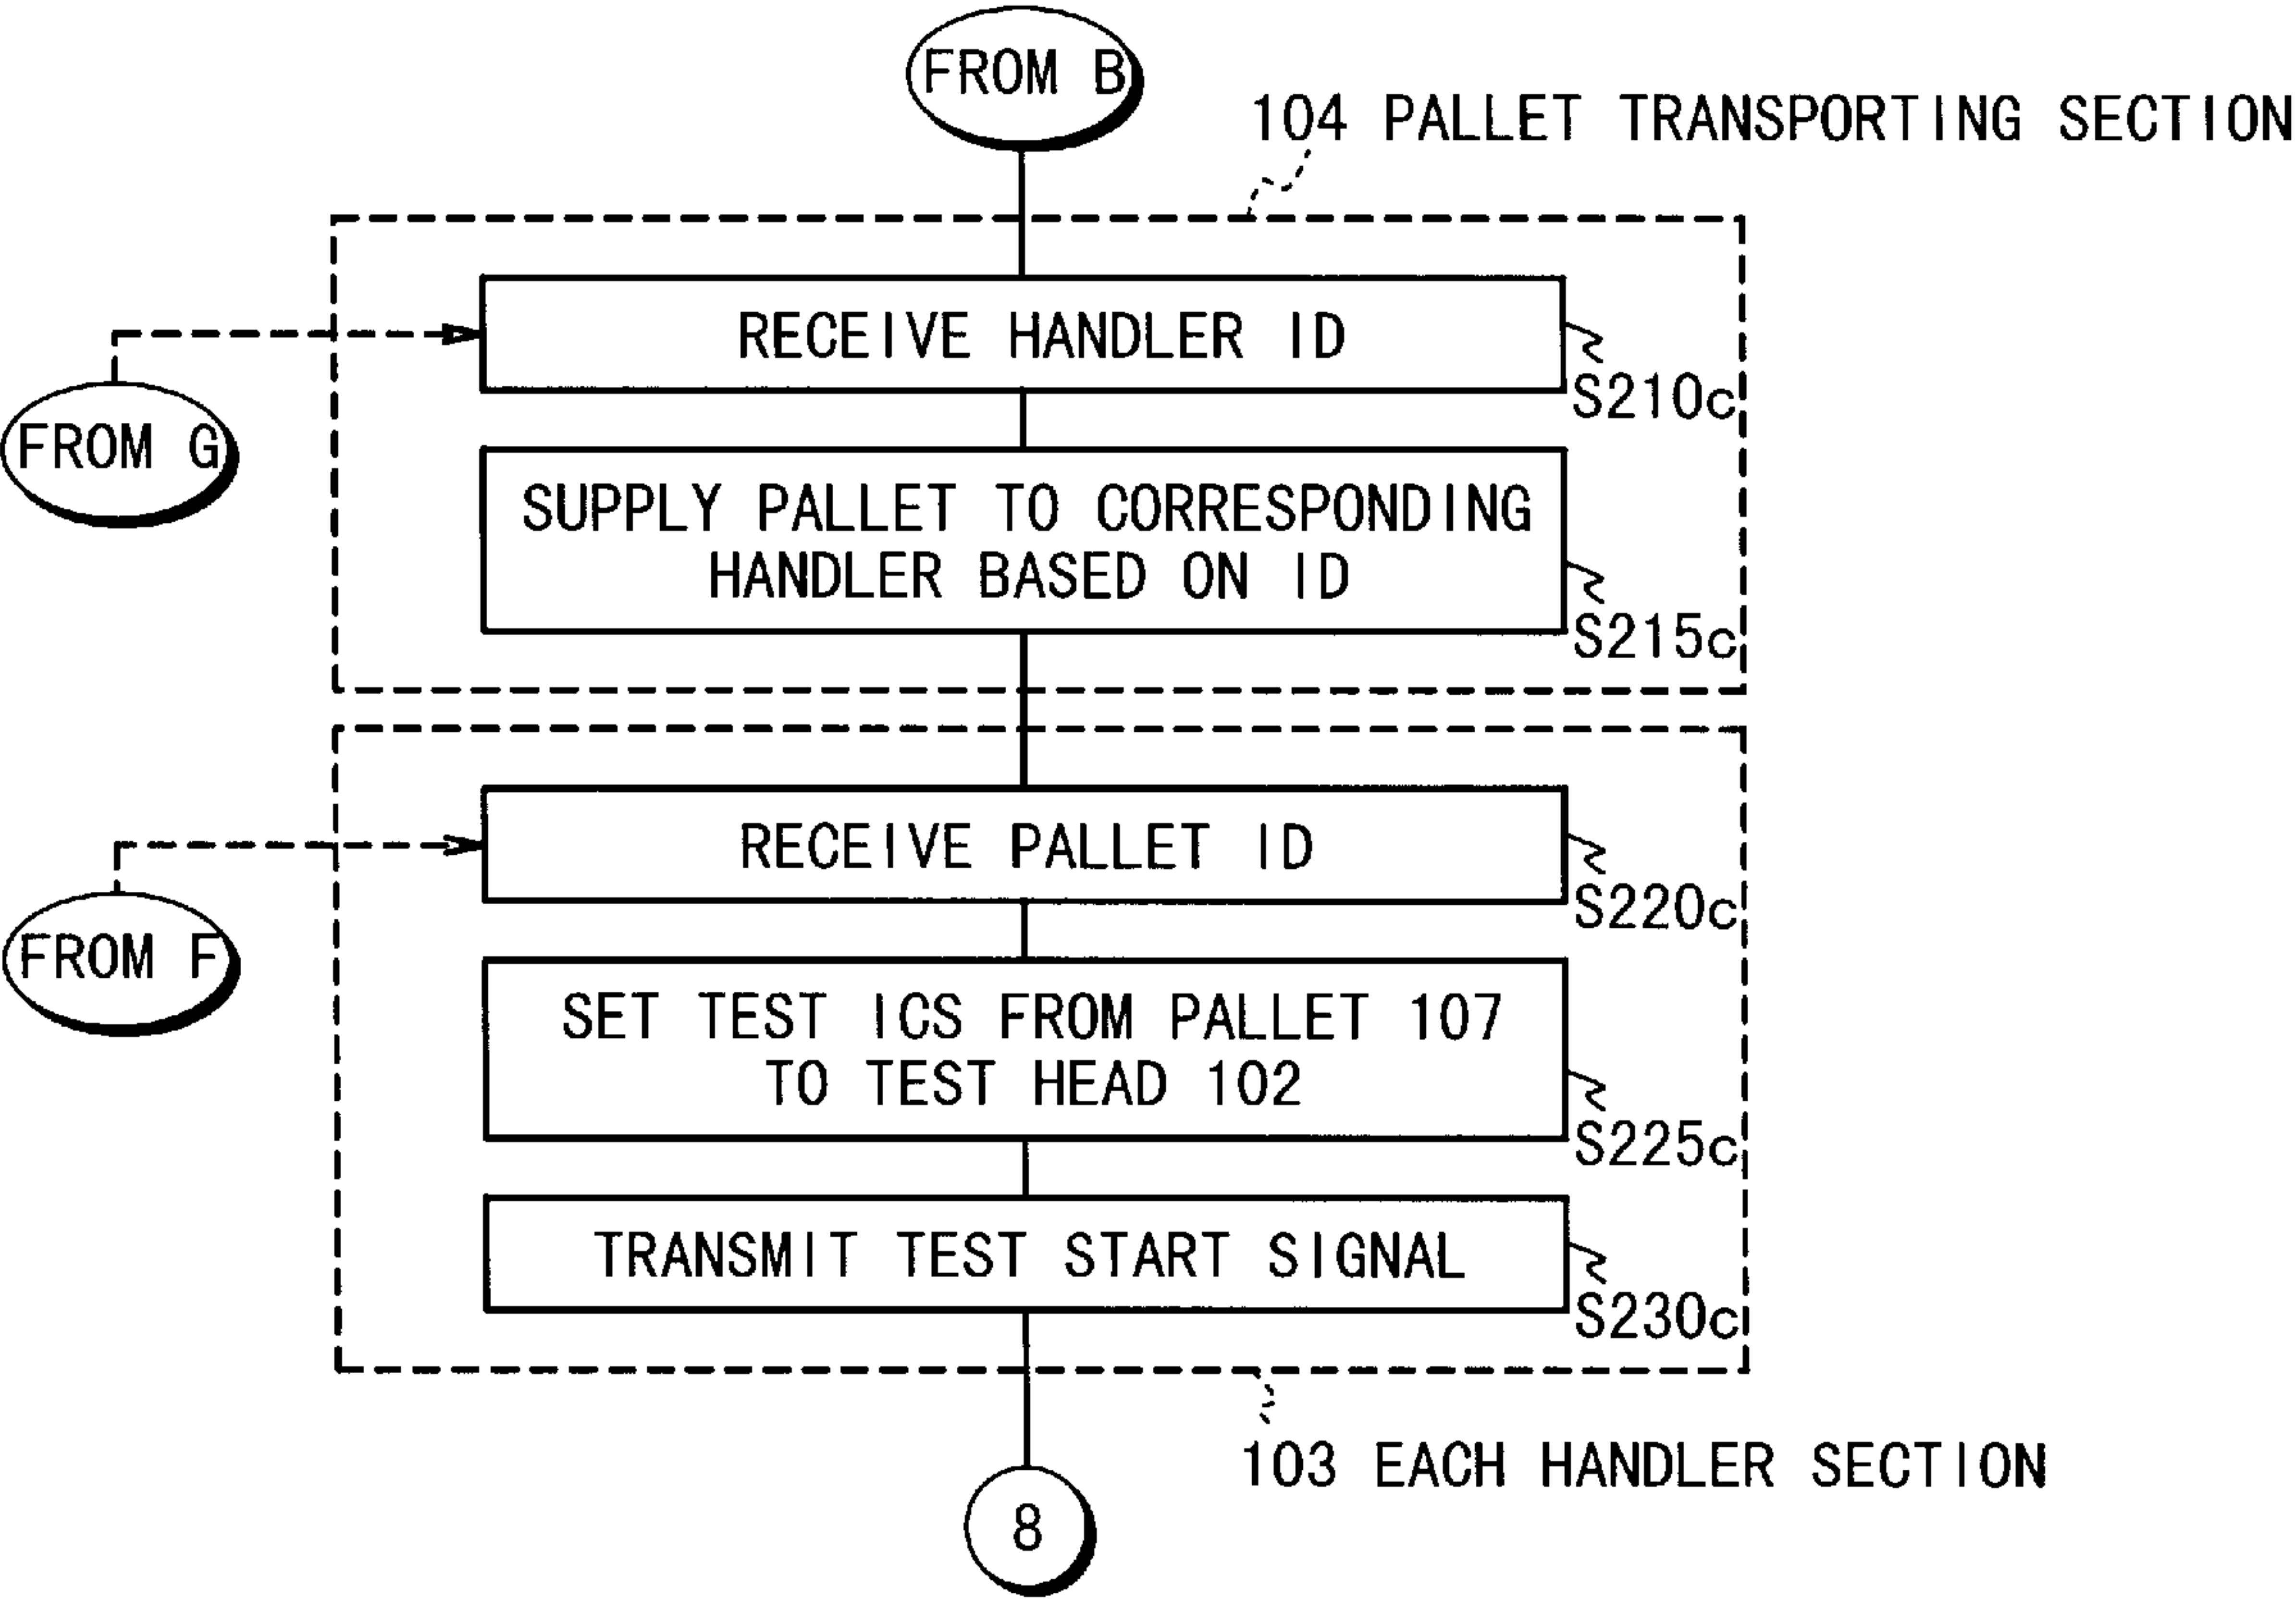 FROM B
104 PALLET TRANSPORTING SECTION
RECEIVE HANDLER ID
S210c
FROM G
SUPPLY PALLET TO CORRESPONDING
HANDLER BASED ON ID
S215c
RECEIVE PALLET ID
S220c
FROM F
SET TEST ICS FROM PALLET 107
TO TEST HEAD 102
S225c
TRANSMIT TEST START SIGNAL
S230c
103 EACH HANDLER SECTION
8